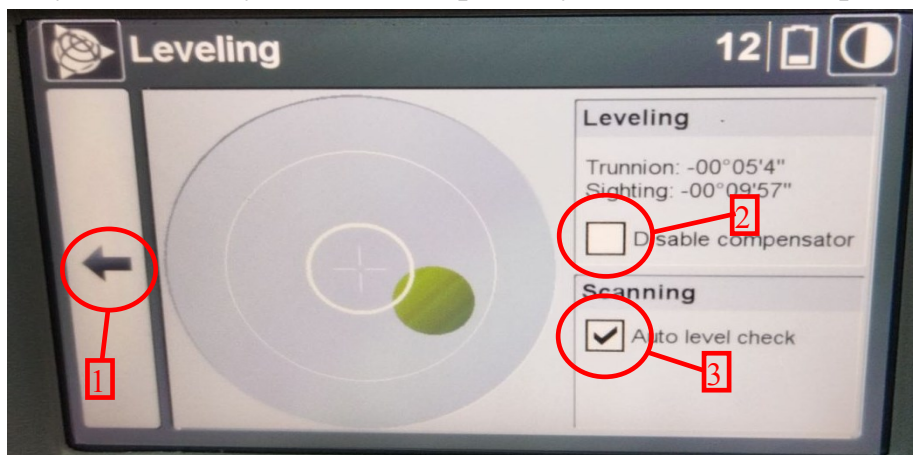 Leveling
12
Leveling
Trunnion: -00°05'4"
Sighting: -00°09'57"
2
Disable compensator
Scanning
Auto level check
1
3